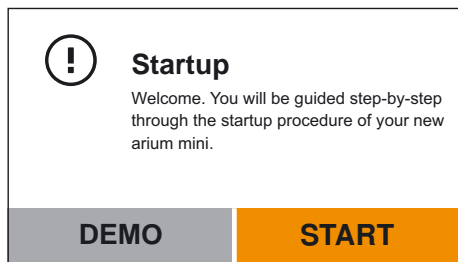 Startup
Welcome. You will be guided step-by-step
through the startup procedure of your new
arium mini.
DEMO
START